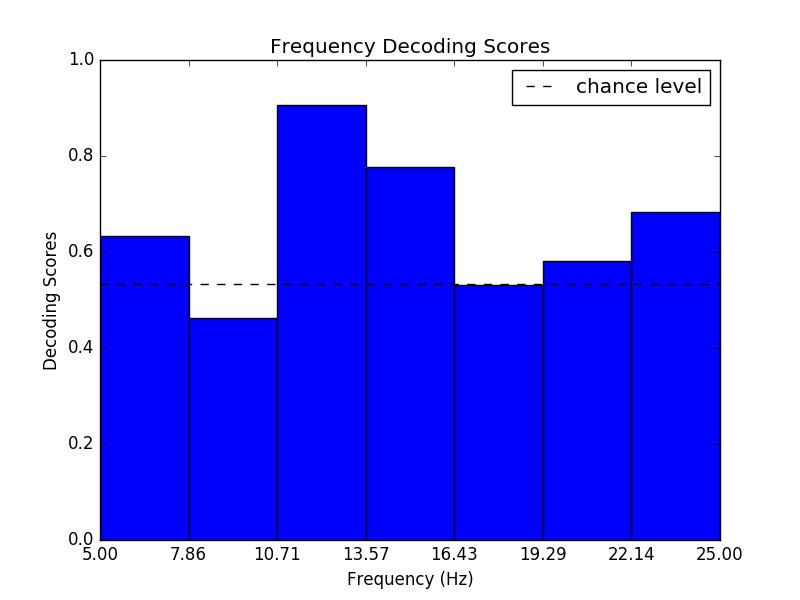 Frequency Decoding Scores
chance level
1.0
0.8
0.6
0.4
0.2
0.0
Decoding Scores
5.00 7.86 10.71 13.57 16.43 19.29 22.14 25.00
Frequency (Hz)